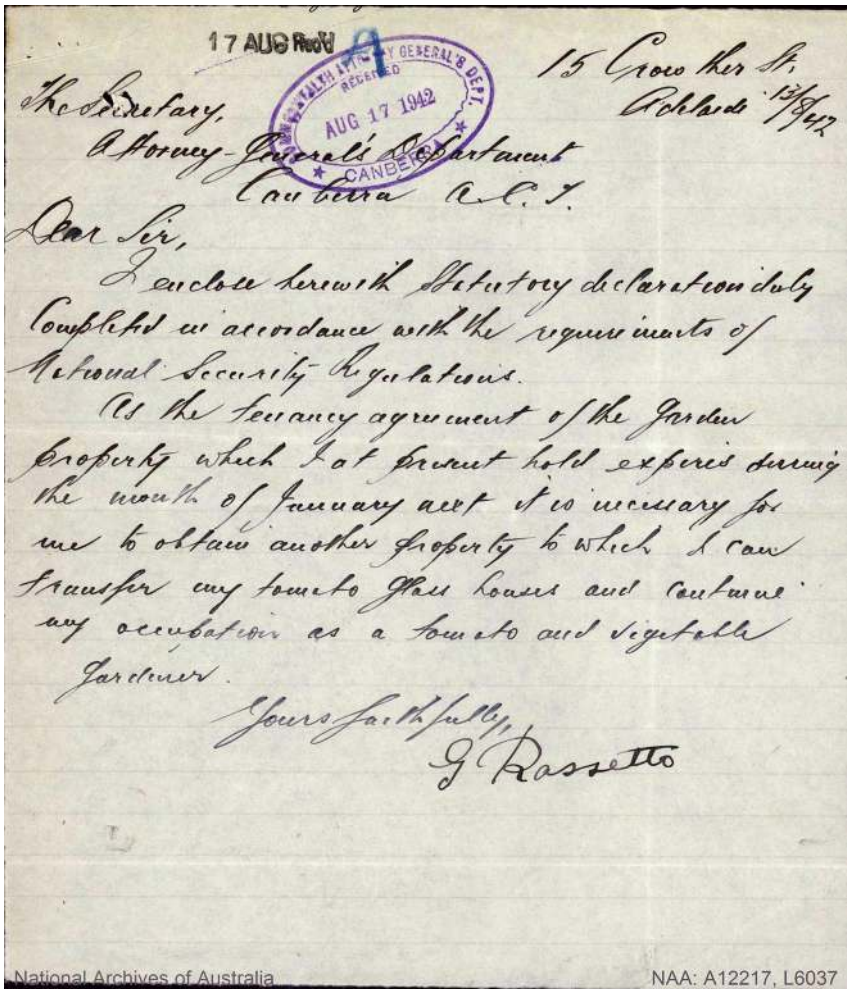 17 AUG Rec'd
COMMONWEALTH ATTORNEY GENERAL'S DEPT.
RECEIVED
AUG 17 1942
★ CANBERRA ★
15 Crowther St,
Adelaide 13/8/42
The Secretary,
Attorney-General's Department
Canberra A.C.T.
Dear Sir,
I enclose herewith Statutory declaration duly
Completed in accordance with the requirements of
National Security Regulations.
As the tenancy agreement of the Garden
property which I at present hold expires during
the month of January next it is necessary for
me to obtain another property to which I can
transfer my tomato glass houses and continue
my occupation as a tomato and vegetable
gardener.
Yours faithfully,
G Rossetto
National Archives of Australia
NAA: A12217, L6037